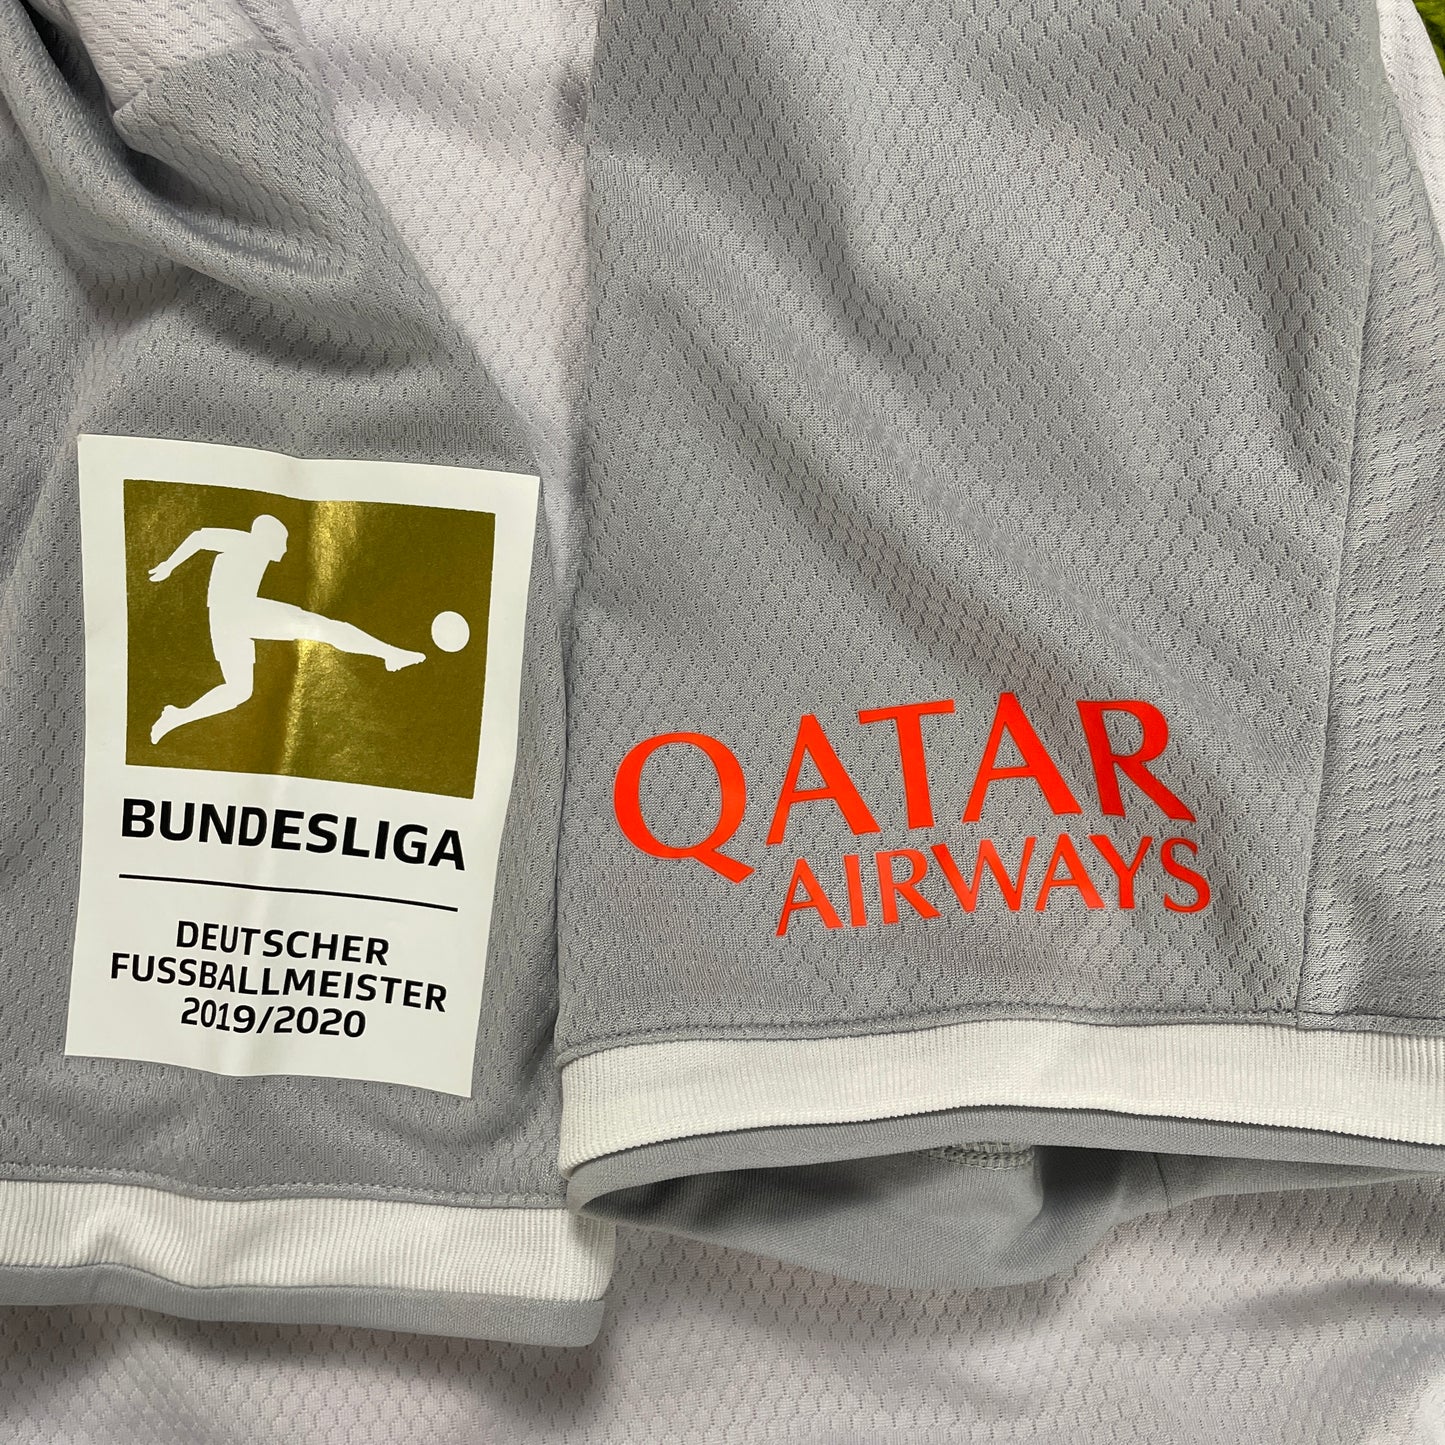 BUNDESLIGA
DEUTSCHER
FUSSBALLMEISTER
2019/2020
QATAR
AIRWAYS